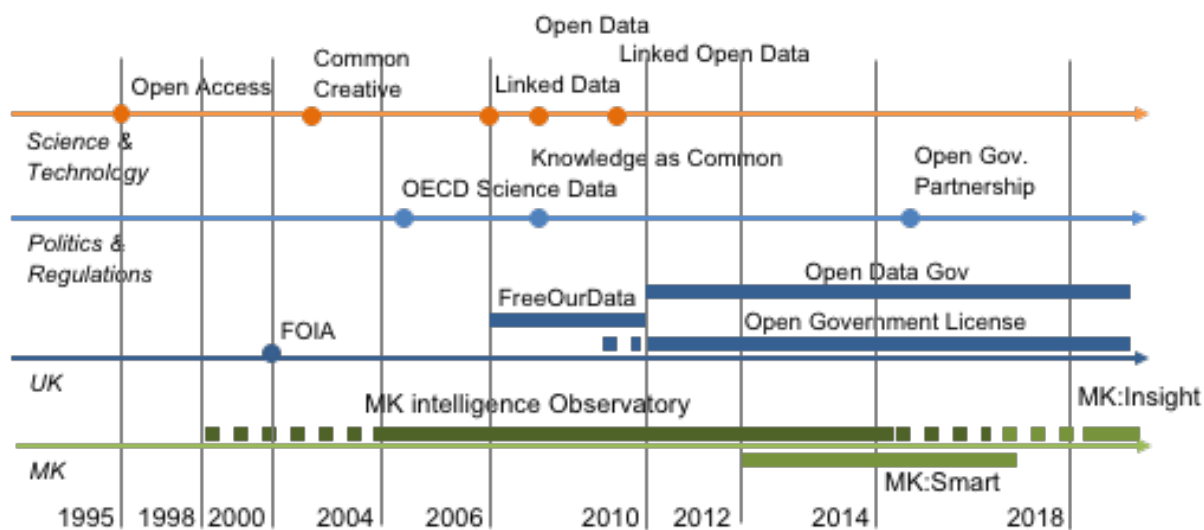 Open Data
Linked Open Data
Common
Creative
Open Access
Linked Data
Science &
Technology
Knowledge as Common
Open Gov.
Partnership
OECD Science Data
Politics &
Regulations
Open Data Gov
FreeOurData
Open Government License
FOIA
UK
MK:Insight
MK intelligence Observatory
MK
MK:Smart
1995 1998 2000 2004 2006 2010 2012 2014 2018